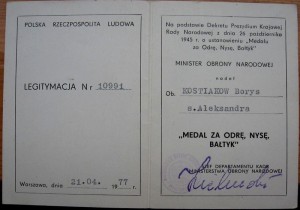 POLSKA RZECZPOSPOLITA LUDOWA
LEGITYMACJA Nr 10991
Warszawa, dnia 21.04. 1977
Na podstawie Dekretu Prezydium Krajowej
Rady Narodowej z dnia 26 października
1945 r. o ustanowieniu „Medalu
za Odrę, Nysę, Bałtyk"
MINISTER OBRONY NARODOWEJ
nadał
Ob. KOSTIAKOW Borys
s.Aleksandra
„MEDAL ZA ODRĘ, NYSĘ,
BAŁTYK"
SZEF DEPARTAMENTU KADR
MINISTERSTWA OBRONY NARODOWEJ